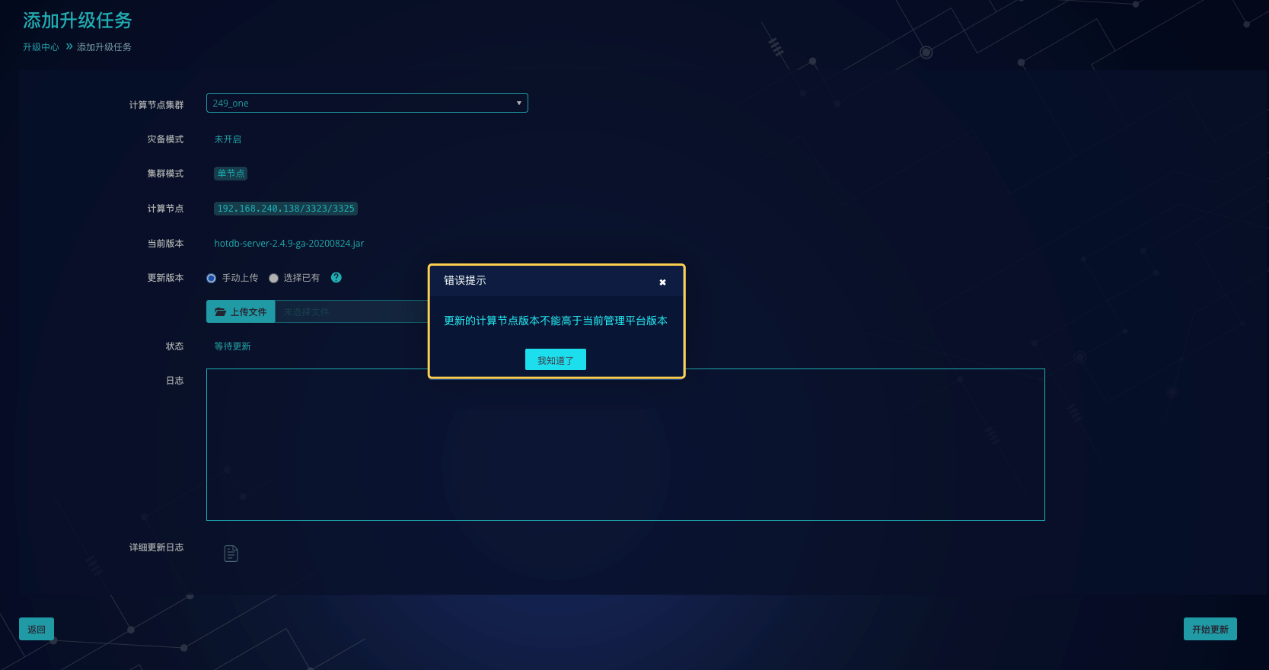 添加升级任务
升级中心 » 添加升级任务
计算节点集群 249_one
灾备模式 未开启
集群模式 单节点
计算节点 192.168.240.138/3323/3325
当前版本 hotdb-server-2.4.9-ga-20200824.jar
更新版本 手动上传 选择已有 ?
上传文件 未选择文件
错误提示
更新的计算节点版本不能高于当前管理平台版本
我知道了
状态 等待更新
日志
详细更新日志
返回 开始更新